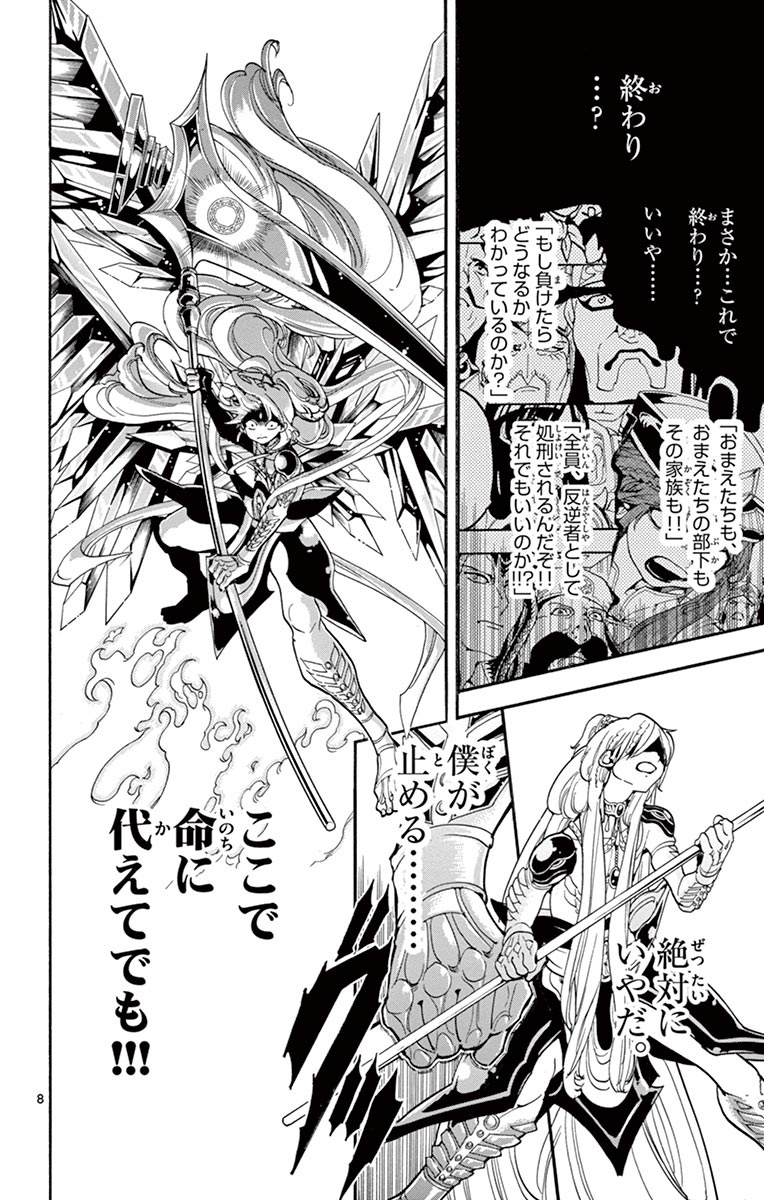 まさか…これで
終わり…?
いいや……
終わり
…?
「おまえたちも、
おまえたちの部下も
その家族も!!」
「もし負けたら
どうなるか
わかっているのか?」
「全員、反逆者として
処刑されるんだぞ!!
それでもいいのか!?!!」
絶対に
いやだ。
僕が
止める…………
ここで
命に
代えてでも!!!
8